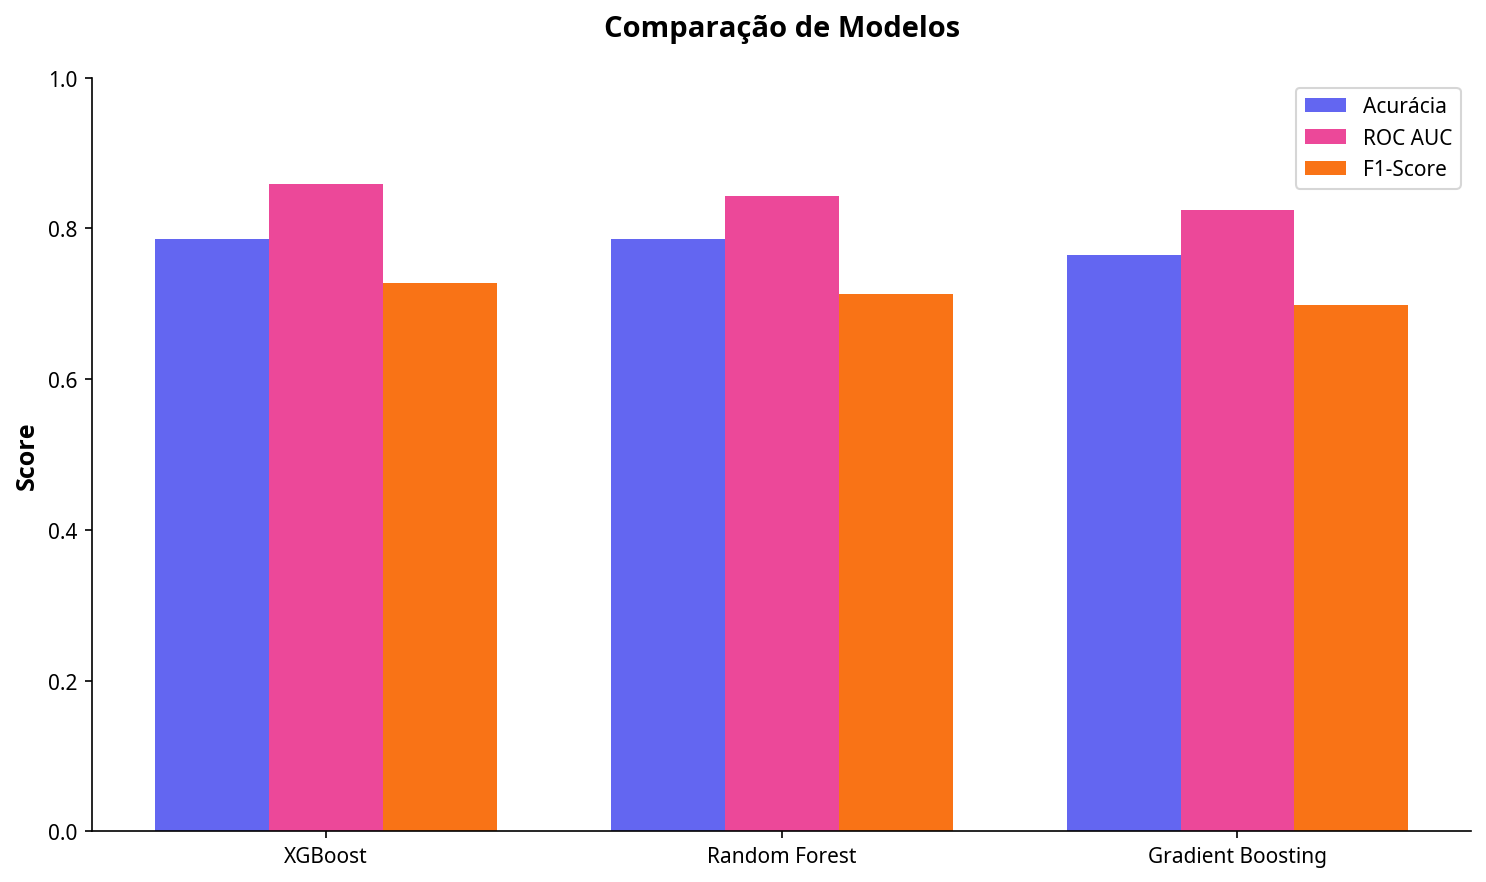 Comparação de Modelos
1.0
0.8
0.6
0.4
0.2
0.0
Score
Acurácia
ROC AUC
F1-Score
XGBoost
Random Forest
Gradient Boosting